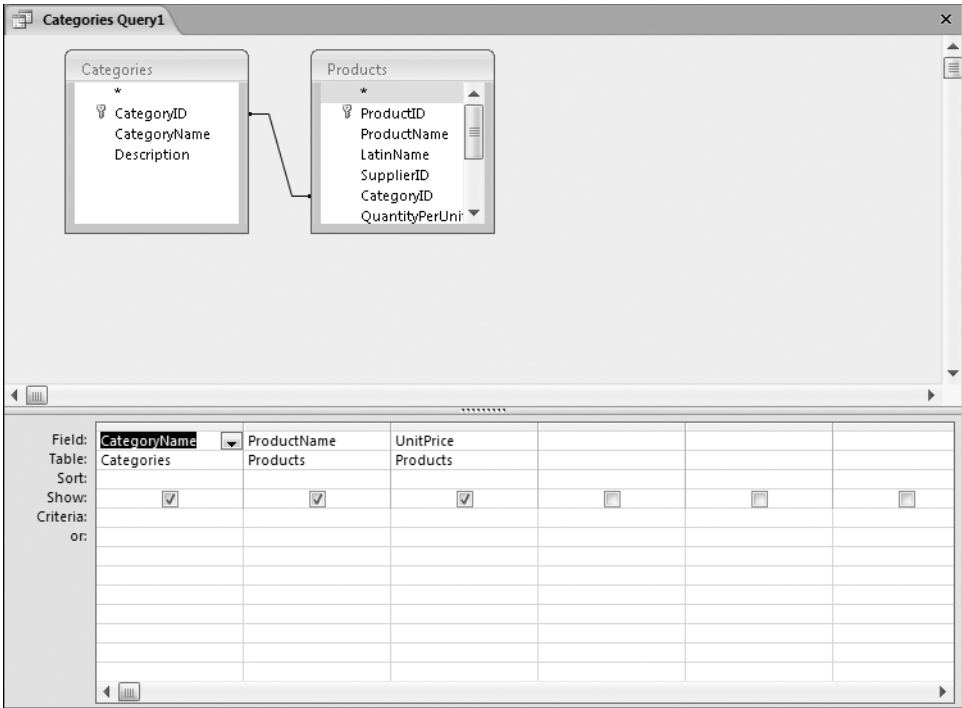 Categories Query1
Categories
*
CategoryID
CategoryName
Description
Products
*
ProductID
ProductName
LatinName
SupplierID
CategoryID
QuantityPerUni
Field: CategoryName ProductName UnitPrice
Table: Categories Products Products
Sort:
Show:
Criteria:
or: